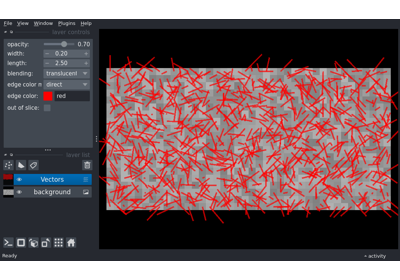 File View Window Plugins Help
layer controls
opacity: 0.70
width: 0.20
length: 2.50
blending: translucent
edge color m direct
edge color: red
out of slice:
layer list
Vectors
background
Ready activity